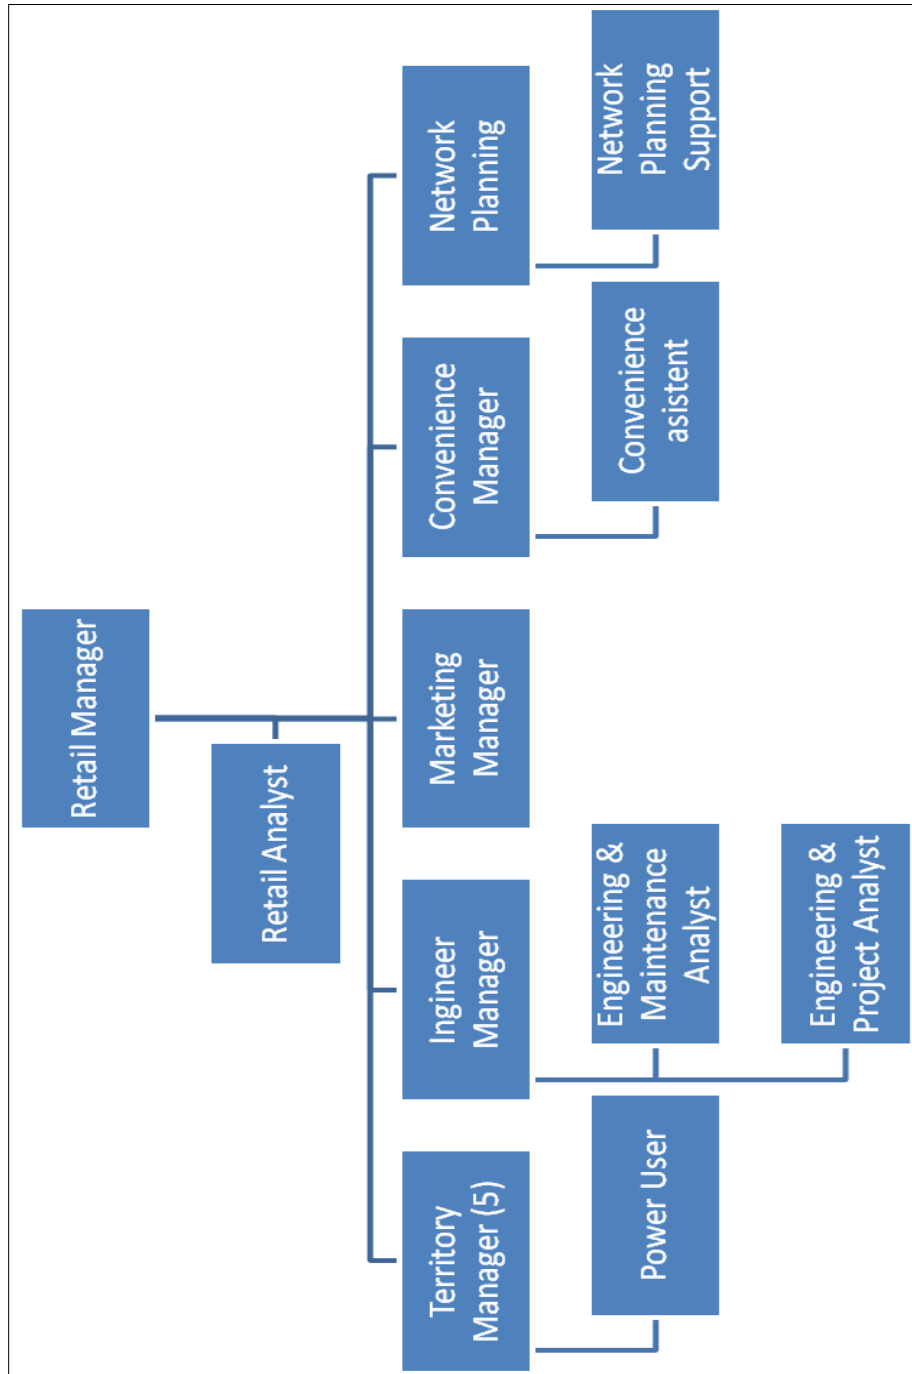 Retail Manager
Retail Analyst
Territory
Manager (5)
Ingineer
Manager
Marketing
Manager
Convenience
Manager
Network
Planning
Power User
Engineering &
Maintenance
Analyst
Convenience
asistent
Network
Planning
Support
Engineering &
Project Analyst